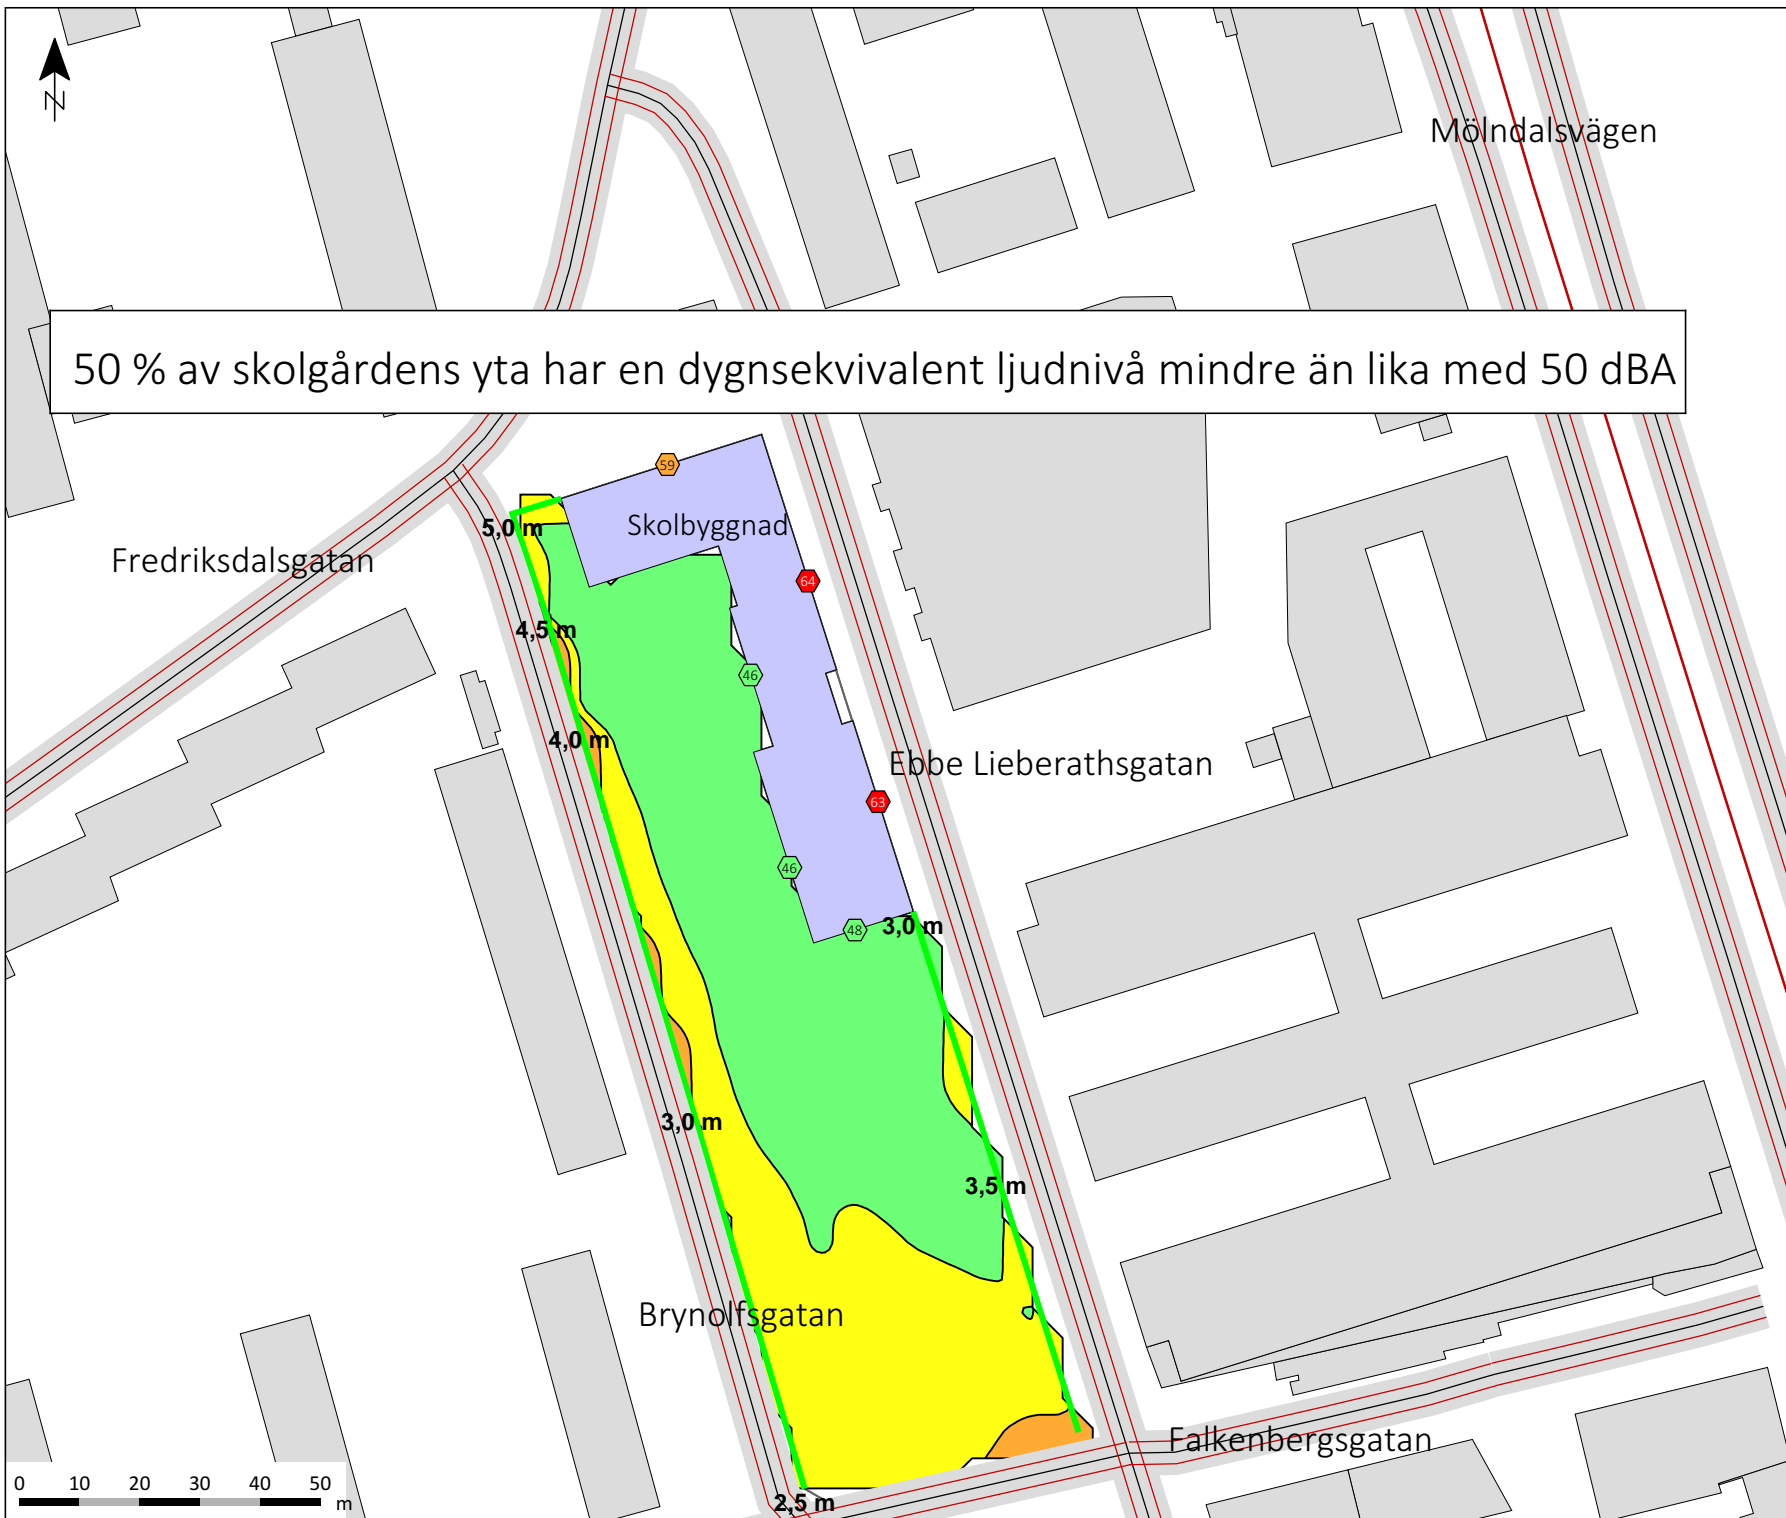 N
Mölndalsvägen
50 % av skolgårdens yta har en dygnsekvivalent ljudnivå mindre än lika med 50 dBA
59
5,0 m
Skolbyggnad
Fredriksdalsgatan
64
4,5 m
46
4,0 m
Ebbe Lieberathsgatan
63
46
48
3,0 m
3,0 m
3,5 m
Brynolfsgatan
Falkenbergsgatan
0 10 20 30 40 50
m
2,5 m